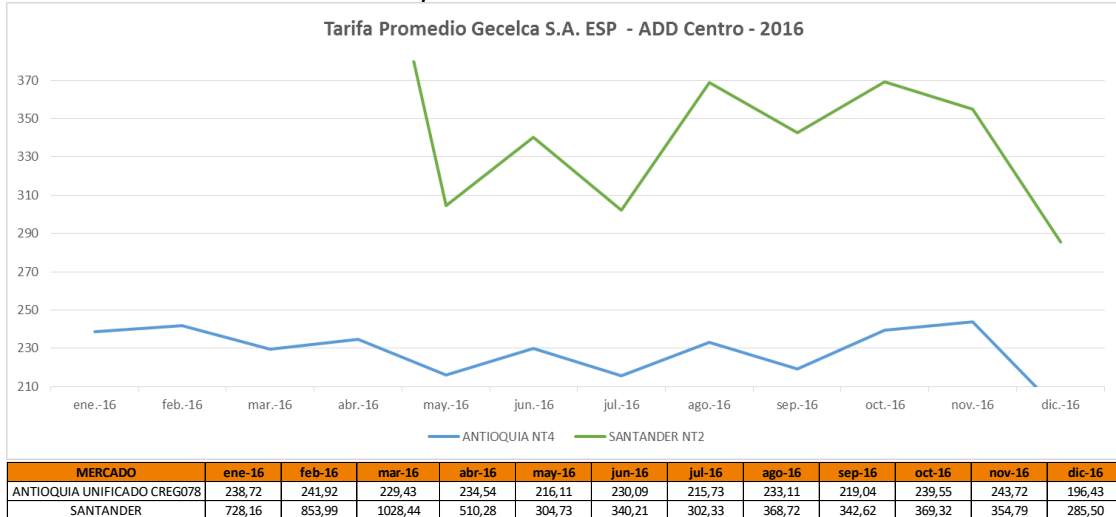 Tarifa Promedio Gecelca S.A. ESP - ADD Centro - 2016
370
350
330
310
290
270
250
230
210
ene.-16 feb.-16 mar.-16 abr.-16 may.-16 jun.-16 jul.-16 ago.-16 sep.-16 oct.-16 nov.-16 dic.-16
ANTIOQUIA NT4 SANTANDER NT2
MERCADO ene-16 feb-16 mar-16 abr-16 may-16 jun-16 jul-16 ago-16 sep-16 oct-16 nov-16 dic-16
ANTIOQUIA UNIFICADO CREG078 238,72 241,92 229,43 234,54 216,11 230,09 215,73 233,11 219,04 239,55 243,72 196,43
SANTANDER 728,16 853,99 1028,44 510,28 304,73 340,21 302,33 368,72 342,62 369,32 354,79 285,50